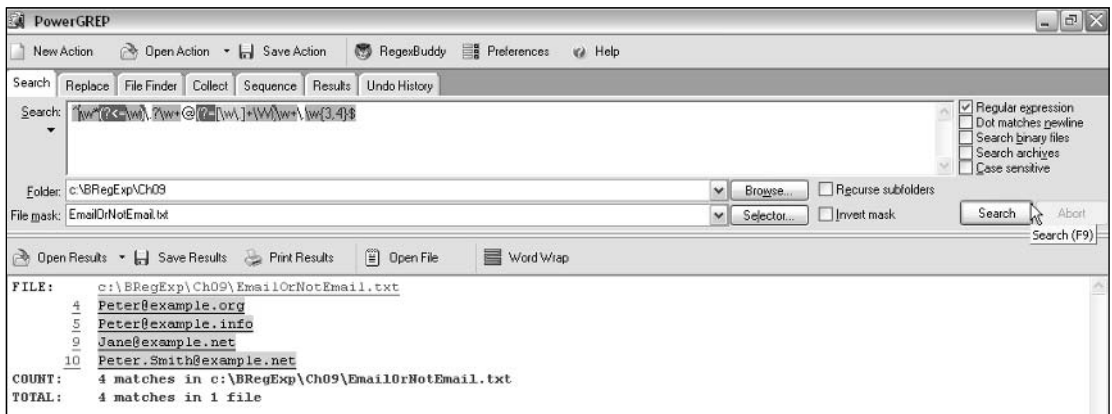 PowerGREP
New Action Open Action Save Action RegexBuddy Preferences Help
Search Replace File Finder Collect Sequence Results Undo History
Search: ^\w*(?<=\w)\.?\w+@(?=[\w\.]+\W)\w+\.\w{3,4}$
Regular expression
Dot matches newline
Search binary files
Search archives
Case sensitive
Folder: c:\BRegExp\Ch09 Browse... Recurse subfolders
File mask: EmailOrNotEmail.txt Selector... Invert mask Search Abort
Search (F9)
Open Results Save Results Print Results Open File Word Wrap
FILE: c:\BRegExp\Ch09\EmailOrNotEmail.txt
4 Peter@example.org
5 Peter@example.info
9 Jane@example.net
10 Peter.Smith@example.net
COUNT: 4 matches in c:\BRegExp\Ch09\EmailOrNotEmail.txt
TOTAL: 4 matches in 1 file